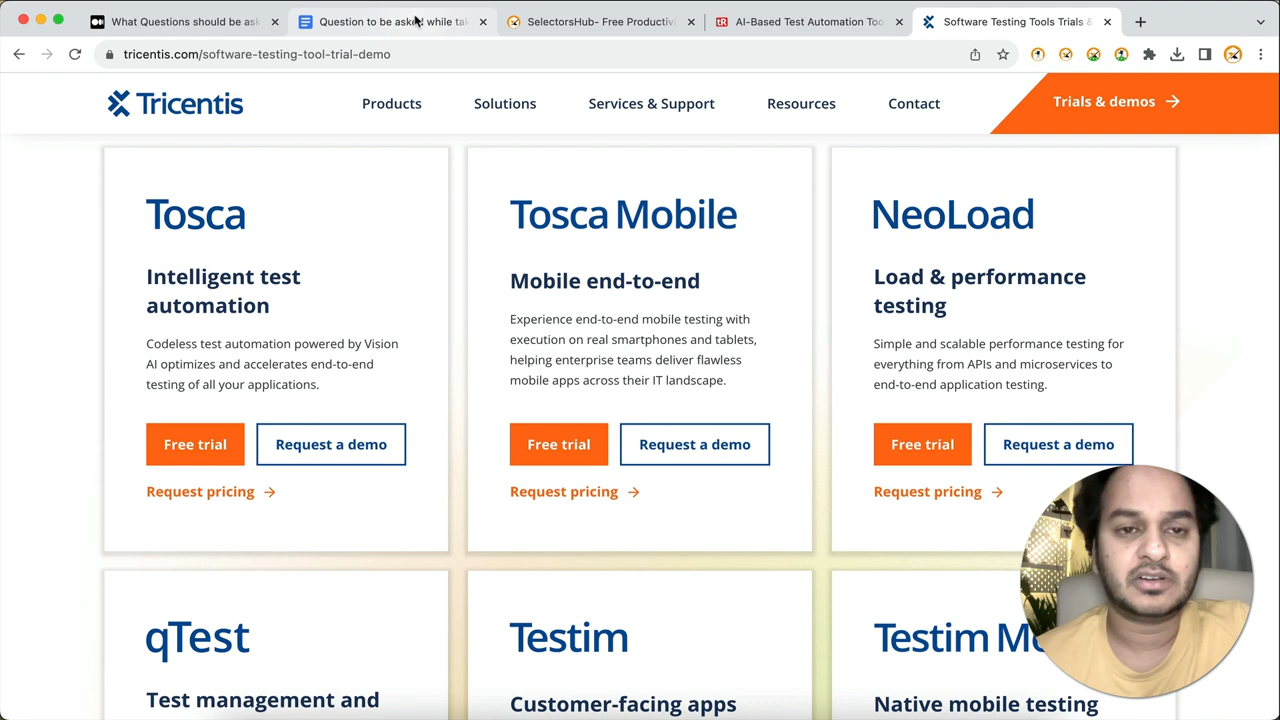 What Questions should be ask
Question to be asked while tak
SelectorsHub- Free Productivi
AI-Based Test Automation Too
Software Testing Tools Trials &
tricentis.com/software-testing-tool-trial-demo
Tricentis
Products
Solutions
Services & Support
Resources
Contact
Trials & demos
Tosca
Intelligent test
automation
Codeless test automation powered by Vision
AI optimizes and accelerates end-to-end
testing of all your applications.
Free trial
Request a demo
Request pricing
Tosca Mobile
Mobile end-to-end
Experience end-to-end mobile testing with
execution on real smartphones and tablets,
helping enterprise teams deliver flawless
mobile apps across their IT landscape.
Free trial
Request a demo
Request pricing
NeoLoad
Load & performance
testing
Simple and scalable performance testing for
everything from APIs and microservices to
end-to-end application testing.
Free trial
Request a demo
Request pricing
qTest
Test management and
Testim
Customer-facing apps
Testim Mo
Native mobile testing